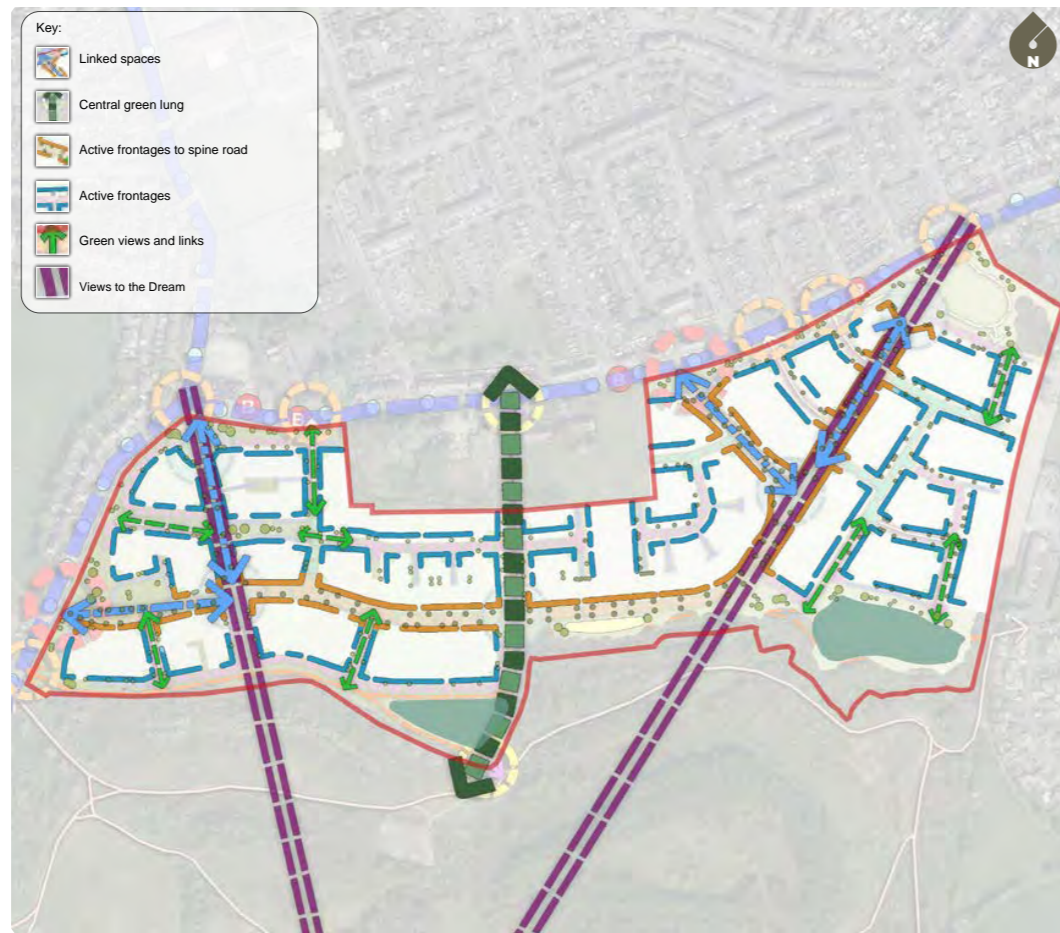 Key:
Linked spaces
Central green lung
Active frontages to spine road
Active frontages
Green views and links
Views to the Dream
N
B
E
B